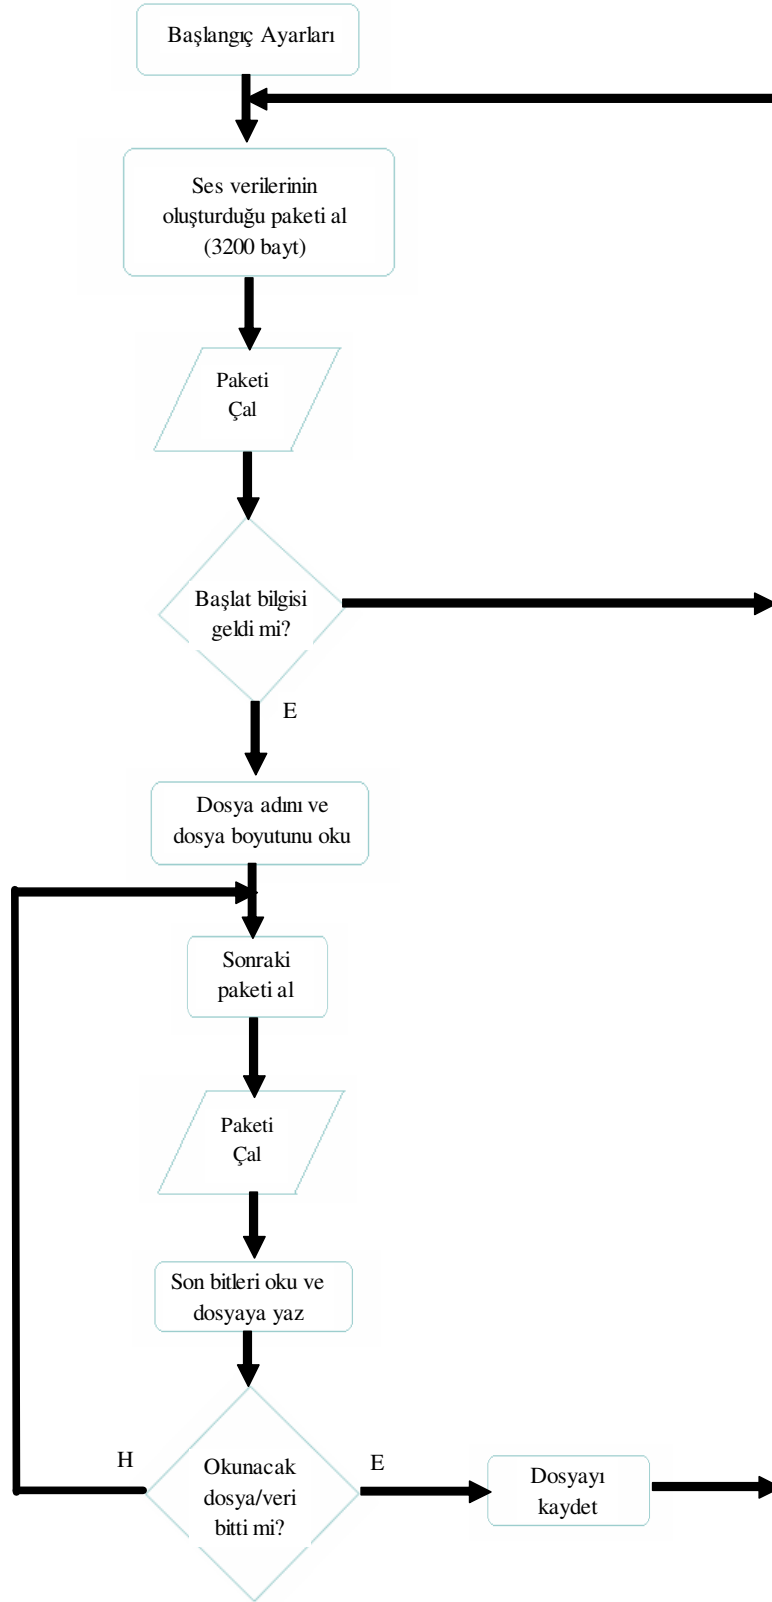 Başlangıç Ayarları
Ses verilerinin
oluşturduğu paketi al
(3200 bayt)
Paketi
Çal
Başlat bilgisi
geldi mi?
E
Dosya adını ve
dosya boyutunu oku
Sonraki
paketi al
Paketi
Çal
Son bitleri oku ve
dosyaya yaz
H
Okunacak
dosya/veri
bitti mi?
E
Dosyayı
kaydet